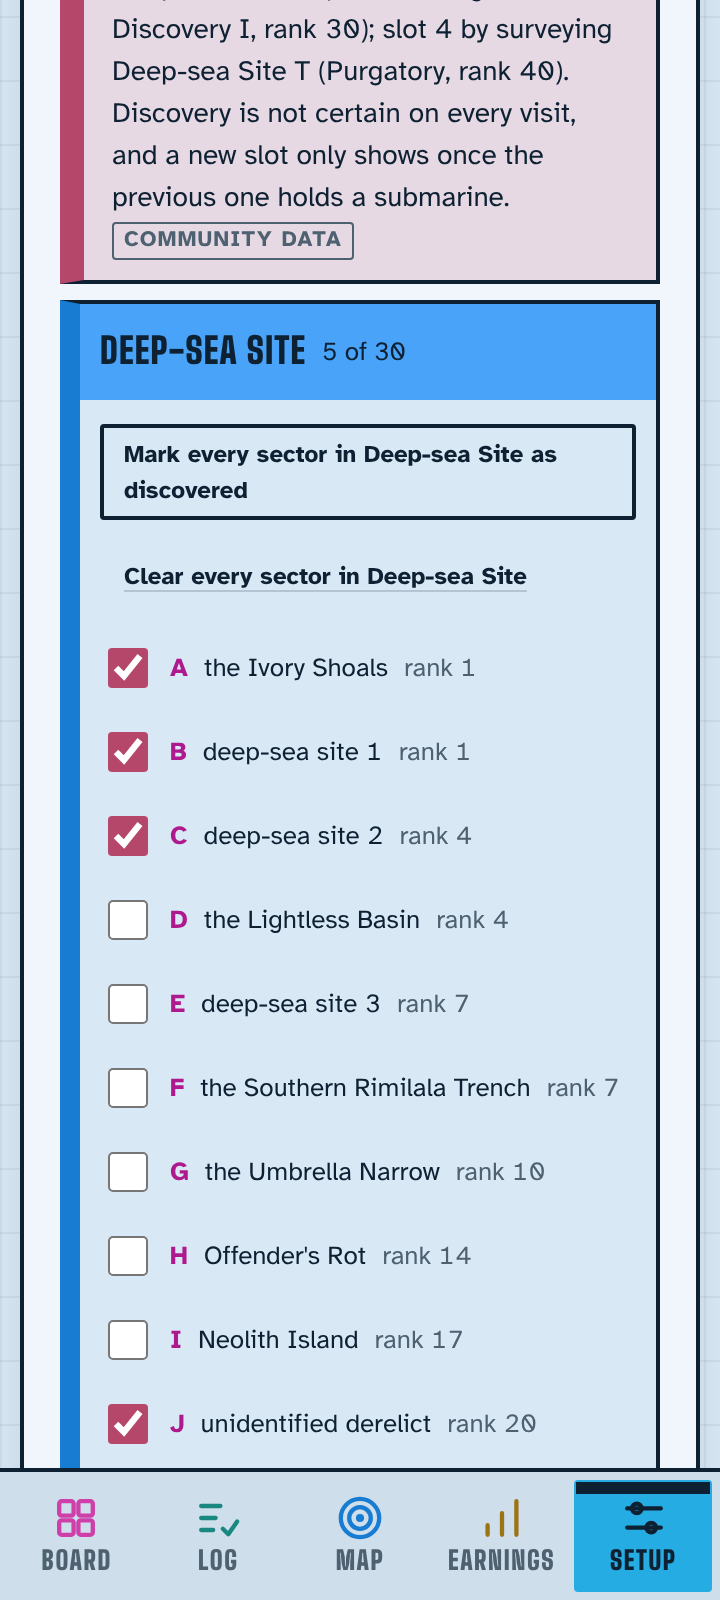 Discovery I, rank 30); slot 4 by surveying
Deep-sea Site T (Purgatory, rank 40).
Discovery is not certain on every visit,
and a new slot only shows once the
previous one holds a submarine.
COMMUNITY DATA
DEEP-SEA SITE 5 of 30
Mark every sector in Deep-sea Site as
discovered
Clear every sector in Deep-sea Site
A the Ivory Shoals rank 1
B deep-sea site 1 rank 1
C deep-sea site 2 rank 4
D the Lightless Basin rank 4
E deep-sea site 3 rank 7
F the Southern Rimilala Trench rank 7
G the Umbrella Narrow rank 10
H Offender's Rot rank 14
I Neolith Island rank 17
J unidentified derelict rank 20
BOARD LOG MAP EARNINGS SETUP